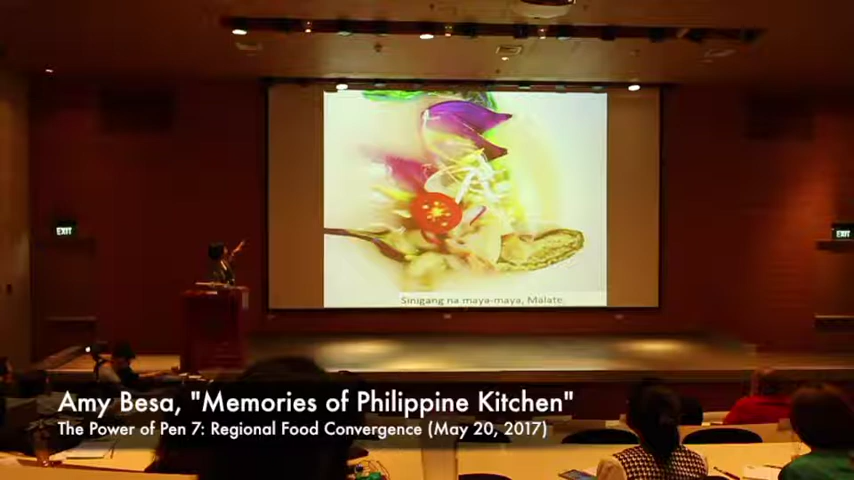 EXIT
EXIT
Sinigang na maya-maya, Malate
Amy Besa, "Memories of Philippine Kitchen"
The Power of Pen 7: Regional Food Convergence (May 20, 2017)